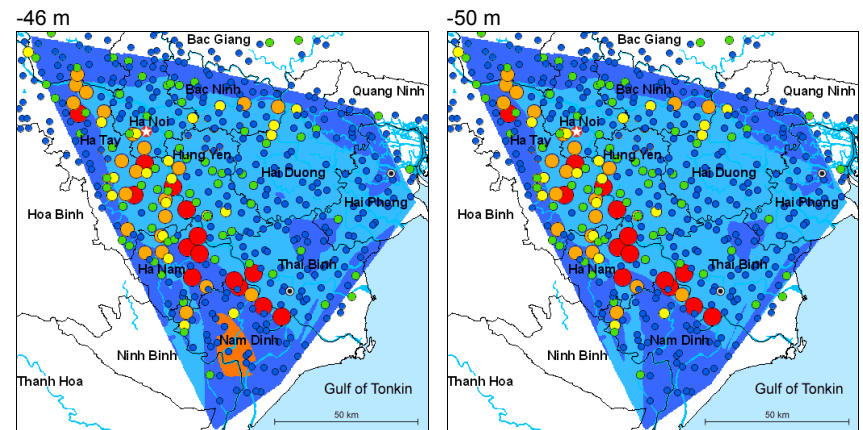 -46 m
Bac Giang
Quang Ninh
Bac Ninh
Ha Noi
Ha Tay
Hung Yen
Hai Duong
Hai Phong
Hoa Binh
Ha Nam
Thai Binh
Nam Dinh
Ninh Binh
Thanh Hoa
Gulf of Tonkin
50 km
-50 m
Bac Giang
Quang Ninh
Bac Ninh
Ha Noi
Ha Tay
Hung Yen
Hai Duong
Hai Phong
Hoa Binh
Ha Nam
Thai Binh
Nam Dinh
Ninh Binh
Thanh Hoa
Gulf of Tonkin
50 km